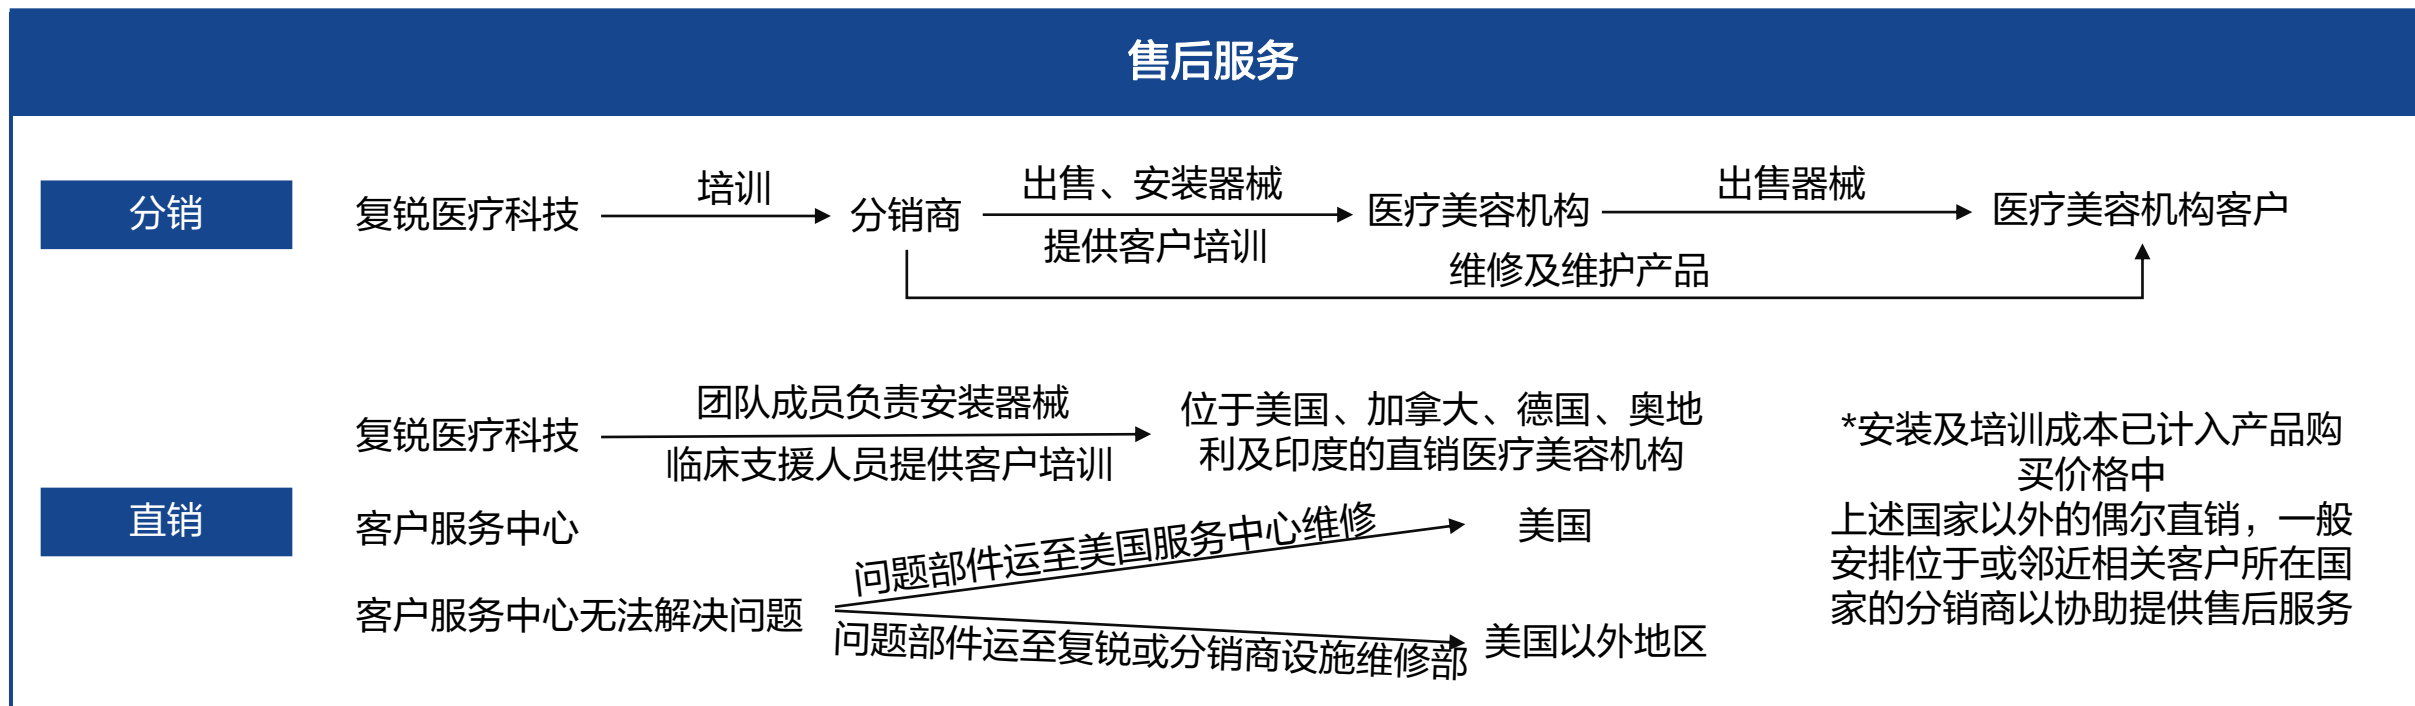 售后服务
分销
复锐医疗科技
培训
分销商
出售、安装器械
提供客户培训
医疗美容机构
出售器械
医疗美容机构客户
维修及维护产品
直销
复锐医疗科技
团队成员负责安装器械
临床支援人员提供客户培训
位于美国、加拿大、德国、奥地
利及印度的直销医疗美容机构
客户服务中心
客户服务中心无法解决问题
问题部件运至美国服务中心维修
美国
问题部件运至复锐或分销商设施维修部
美国以外地区
*安装及培训成本已计入产品购
买价格中
上述国家以外的偶尔直销，一般
安排位于或邻近相关客户所在国
家的分销商以协助提供售后服务